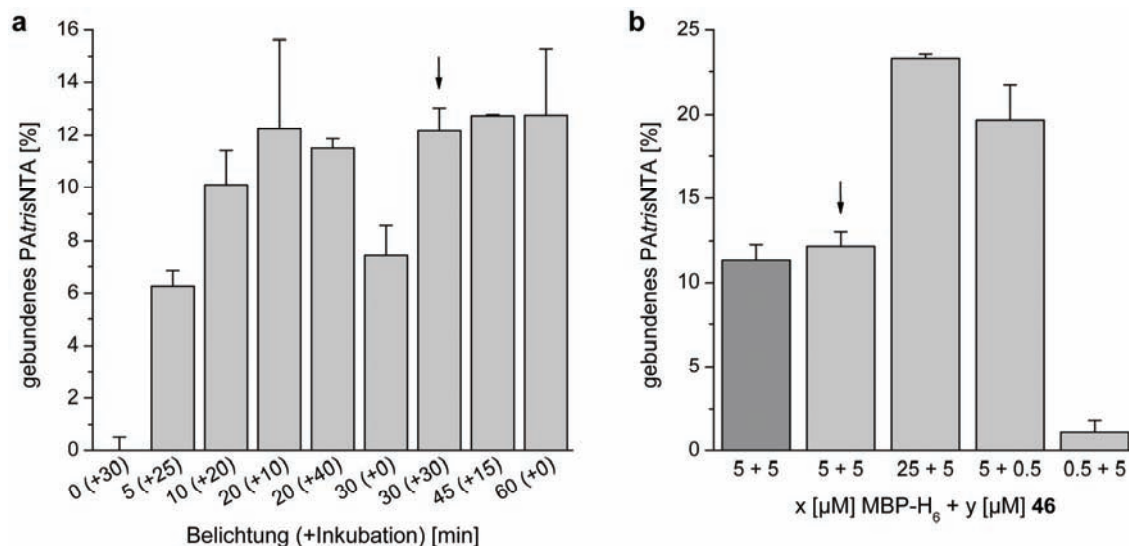 a
16
14
12
10
8
6
4
2
0
gebundenes PAtrisNTA [%]
0 (+30) 5 (+25) 10 (+20) 20 (+10) 20 (+40) 30 (+0) 30 (+30) 45 (+15) 60 (+0)
Belichtung (+Inkubation) [min]
b
25
20
15
10
5
0
gebundenes PAtrisNTA [%]
5 + 5 5 + 5 25 + 5 5 + 0.5 0.5 + 5
x [µM] MBP-H₆ + y [µM] 46